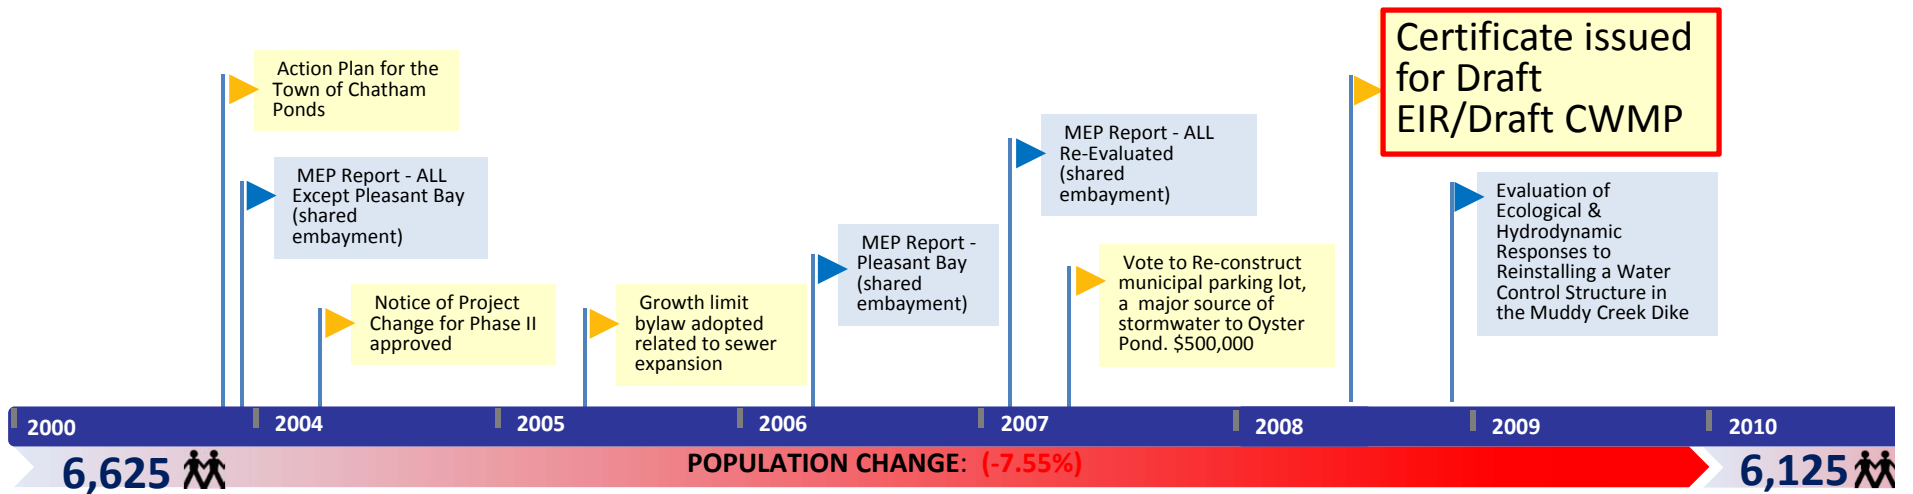 Action Plan for the
Town of Chatham
Ponds
MEP Report - ALL
Except Pleasant Bay
(shared
embayment)
Notice of Project
Change for Phase II
approved
Growth limit
bylaw adopted
related to sewer
expansion
MEP Report -
Pleasant Bay
(shared
embayment)
MEP Report - ALL
Re-Evaluated
(shared
embayment)
Vote to Re-construct
municipal parking lot,
a major source of
stormwater to Oyster
Pond. $500,000
Certificate issued
for Draft
EIR/Draft CWMP
Evaluation of
Ecological &
Hydrodynamic
Responses to
Reinstalling a Water
Control Structure in
the Muddy Creek Dike
2000 2004 2005 2006 2007 2008 2009 2010
6,625 POPULATION CHANGE: (-7.55%) 6,125